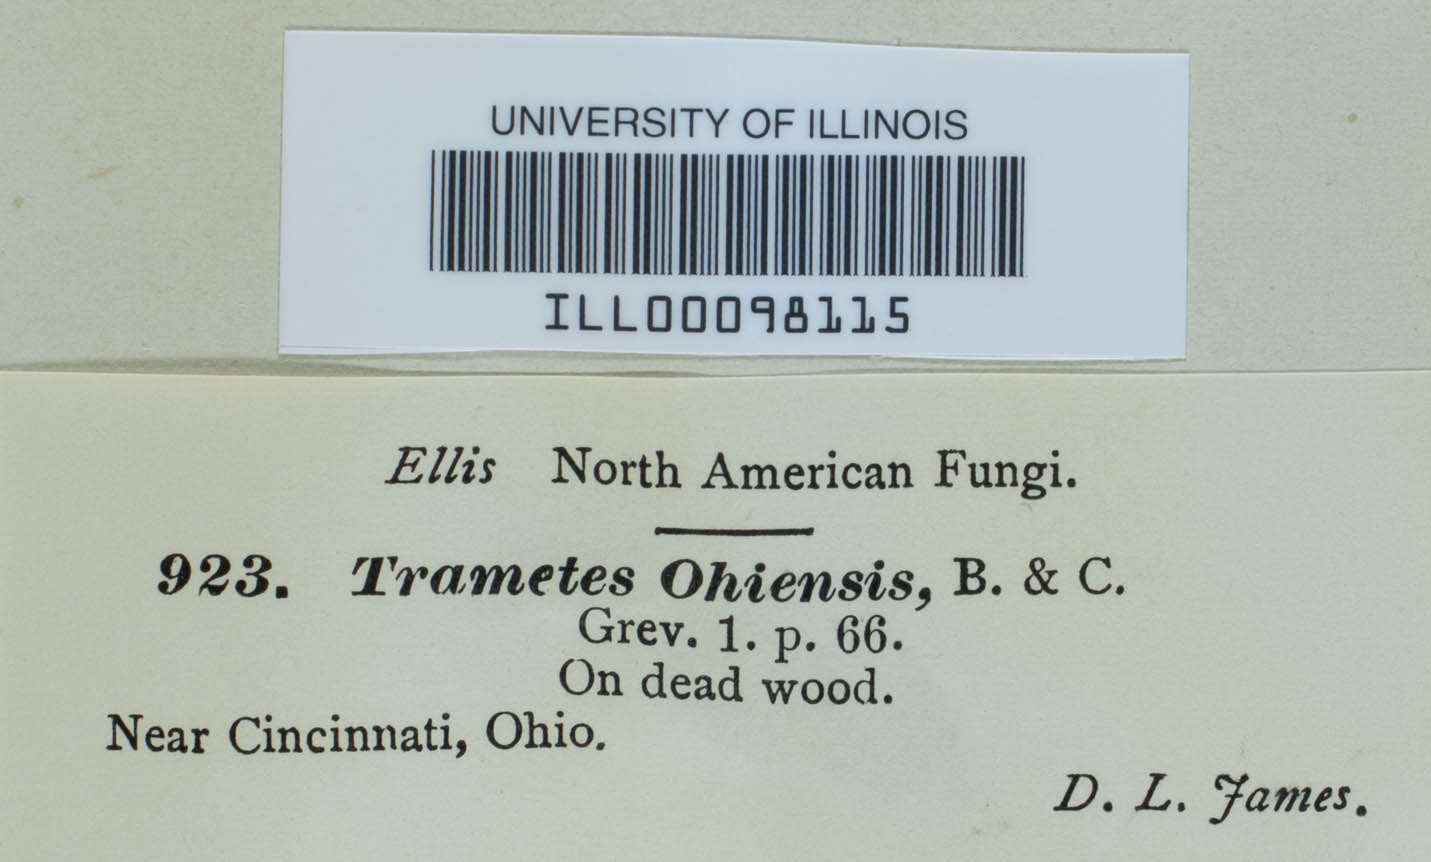 UNIVERSITY OF ILLINOIS
ILL00098115
Ellis North American Fungi.
923. Trametes Ohiensis, B. & C.
Grev. 1. p. 66.
On dead wood.
Near Cincinnati, Ohio.
D. L. James.